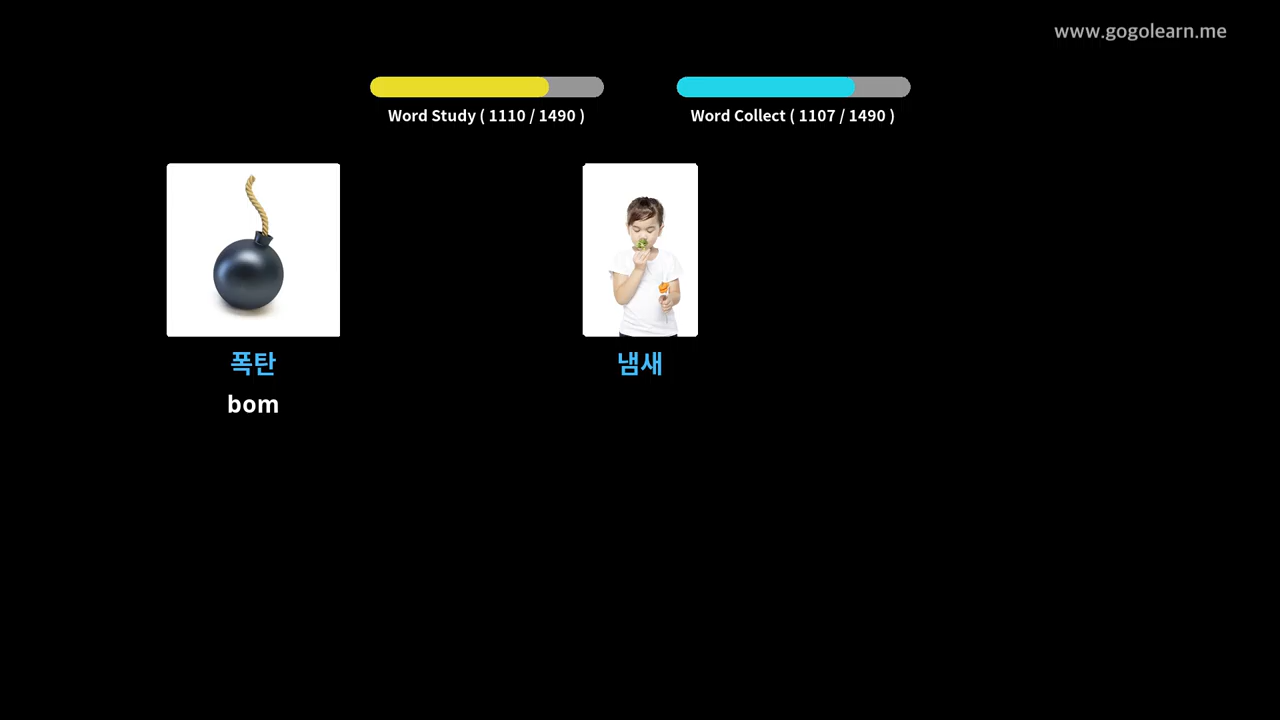 www.gogolearn.me
Word Study ( 1110 / 1490 )
Word Collect ( 1107 / 1490 )
폭탄
냄새
bom